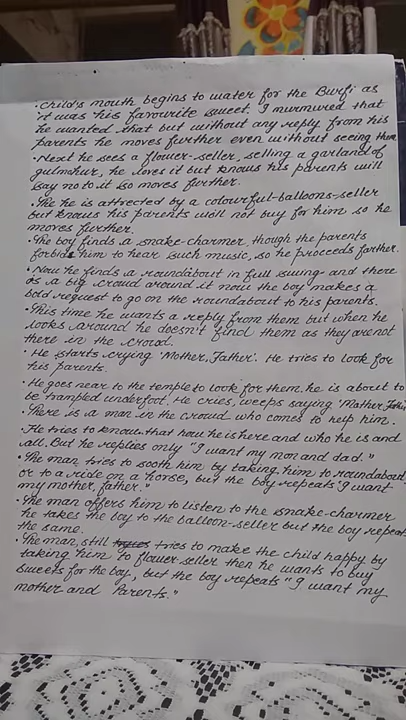 • Child's mouth begins to water for the Burfi as
it was his favourite sweet. I murmured that
he wanted that but without any reply from his
parents he moves further even without seeing them
• Next he sees a flower-seller, selling a garland of
gulmohur, he loves it but knows his parents will
say no to it so moves further.
he is attrected by a colourful-balloons-seller
but knows his parents will not buy for him so he
moves further.
• The boy finds a snake-charmer, though the parents
forbids him to hear such music, so he proceeds farther.
• Now he finds a roundabout in full swing and there
is a big croud around it now the boy makes a
bold request to go on the roundabout to his parents.
• This time he wants a reply from them but when he
looks around he doesn't find them as they are not
there in the croud.
• He starts crying 'Mother, Father'. He tries to look for
his parents.
• He goes near to the temple to look for them. he is about to
be trampled underfoot. He cries, weeps saying 'Mother Father
• There is a man in the crowd who comes to help him.
• He tries to know that how he is here and who he is and
all. But he replies only "I want my mon and dad."
• The man tries to sooth him by taking him to roundabout
or to a ride on a horse, but the boy repeats "I want
my mother, father."
• The man offers him to listen to the snake-charmer
he takes the boy to the balloon-seller but the boy repeats
the same.
• The man still tries to make the child happy by
taking him to flower seller then he wants to buy
sweets for the boy, but the boy repeats "I want my
mother and Parents."